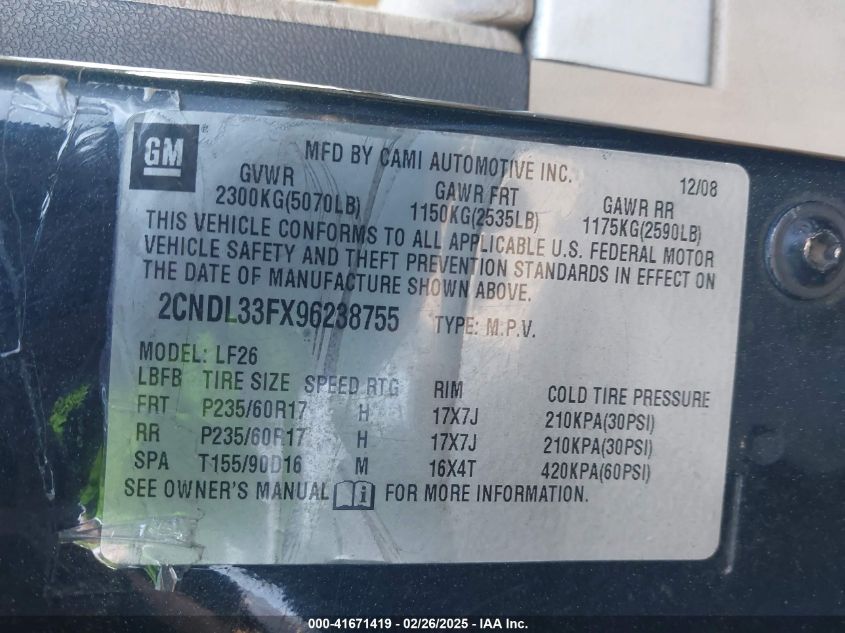 GM
MFD BY CAMI AUTOMOTIVE INC. 12/08
GVWR GAWR FRT GAWR RR
2300KG(5070LB) 1150KG(2535LB) 1175KG(2590LB)
THIS VEHICLE CONFORMS TO ALL APPLICABLE U.S. FEDERAL MOTOR
VEHICLE SAFETY AND THEFT PREVENTION STANDARDS IN EFFECT ON
THE DATE OF MANUFACTURE SHOWN ABOVE.
2CNDL33FX96238755 TYPE: M.P.V.
MODEL: LF26
LBFB TIRE SIZE SPEED RTG RIM COLD TIRE PRESSURE
FRT P235/60R17 H 17X7J 210KPA(30PSI)
RR P235/60R17 H 17X7J 210KPA(30PSI)
SPA T155/90D16 M 16X4T 420KPA(60PSI)
SEE OWNER'S MANUAL i FOR MORE INFORMATION.
000-41671419 - 02/26/2025 - IAA Inc.